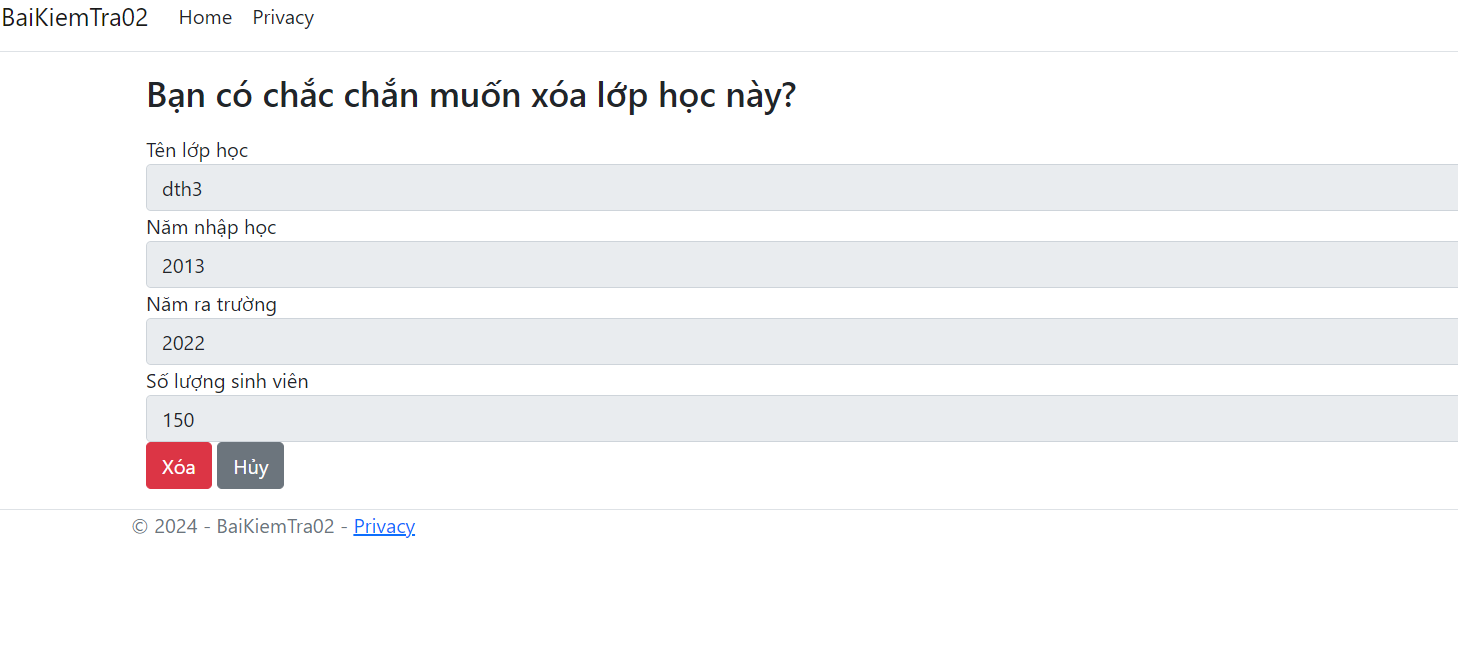 BaiKiemTra02 Home Privacy
Bạn có chắc chắn muốn xóa lớp học này?
Tên lớp học
dth3
Năm nhập học
2013
Năm ra trường
2022
Số lượng sinh viên
150
Xóa Hủy
© 2024 - BaiKiemTra02 - Privacy